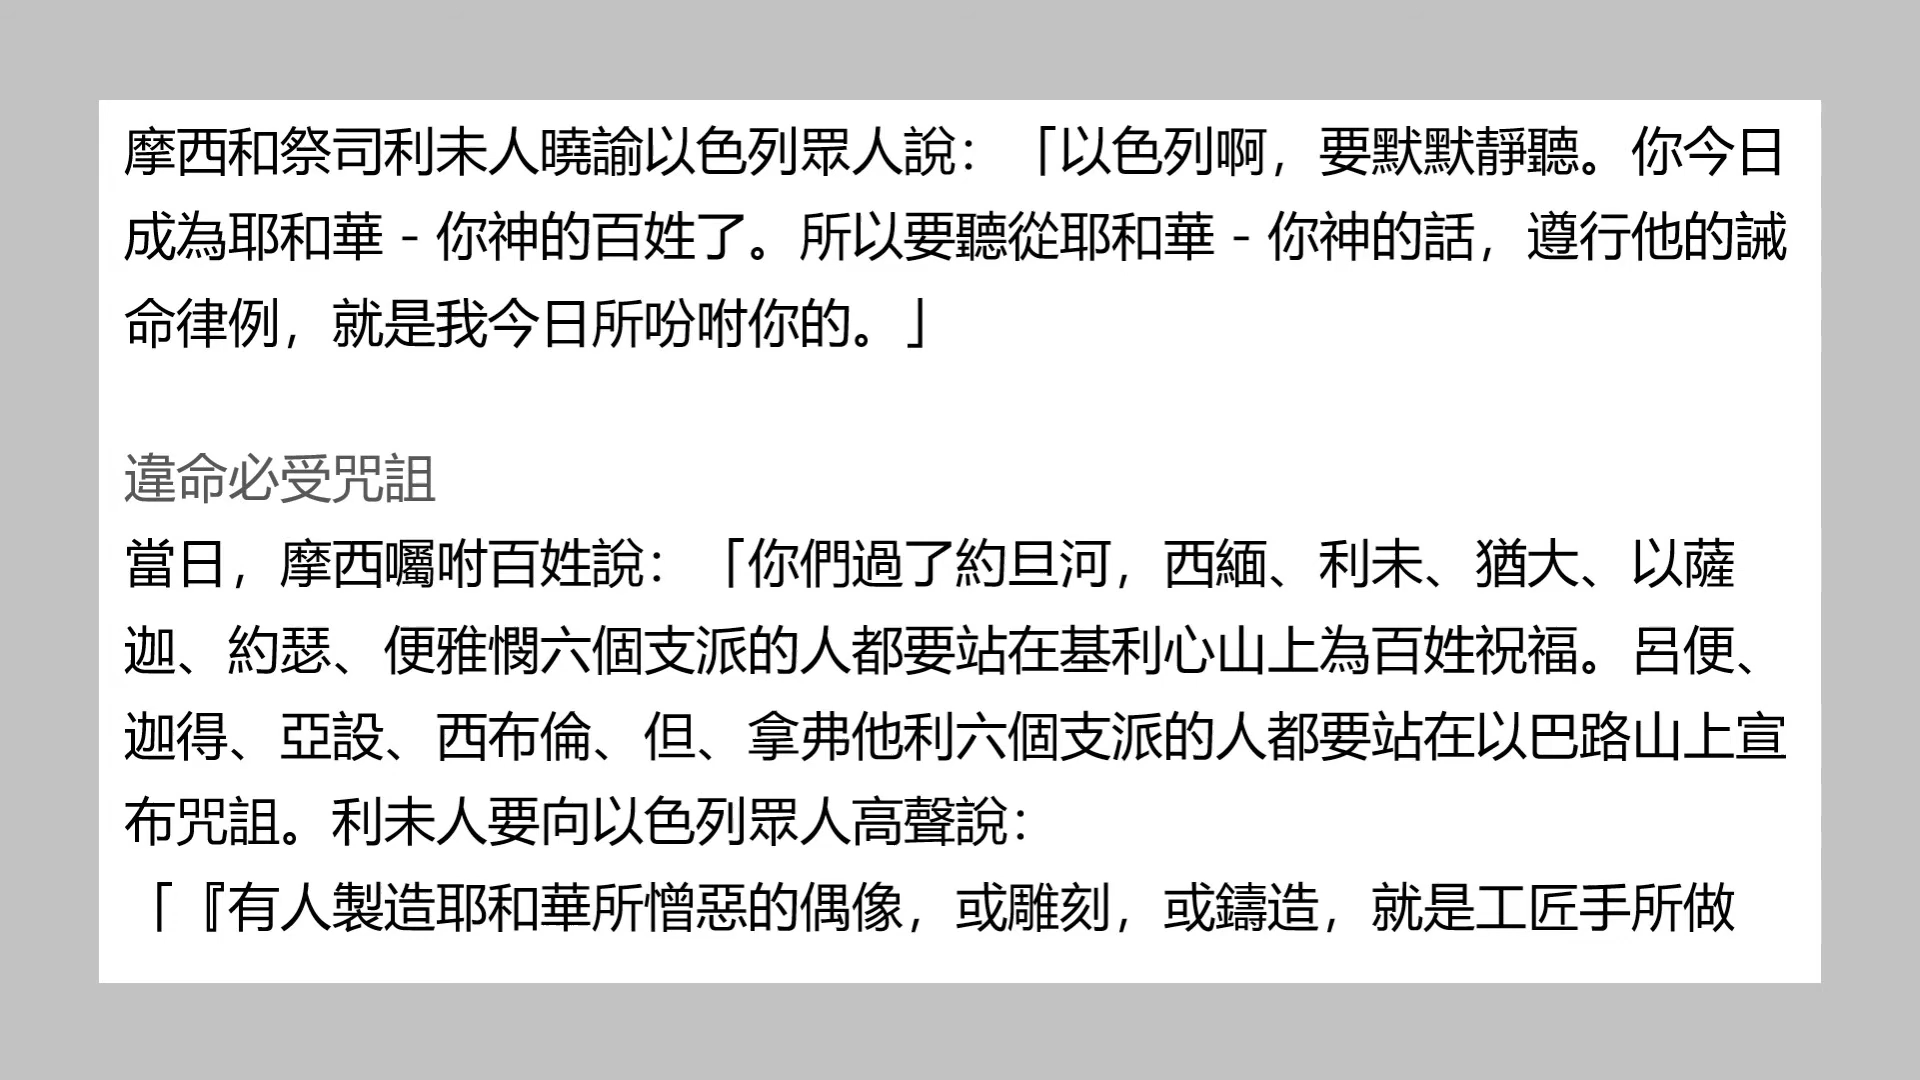 摩西和祭司利未人曉諭以色列眾人說：「以色列啊，要默默靜聽。你今日
成為耶和華－你神的百姓了。所以要聽從耶和華－你神的話，遵行他的誡
命律例，就是我今日所吩咐你的。」
違命必受咒詛
當日，摩西囑咐百姓說：「你們過了約旦河，西緬、利未、猶大、以薩
迦、約瑟、便雅憫六個支派的人都要站在基利心山上為百姓祝福。呂便、
迦得、亞設、西布倫、但、拿弗他利六個支派的人都要站在以巴路山上宣
布咒詛。利未人要向以色列眾人高聲說：
「『有人製造耶和華所憎惡的偶像，或雕刻，或鑄造，就是工匠手所做